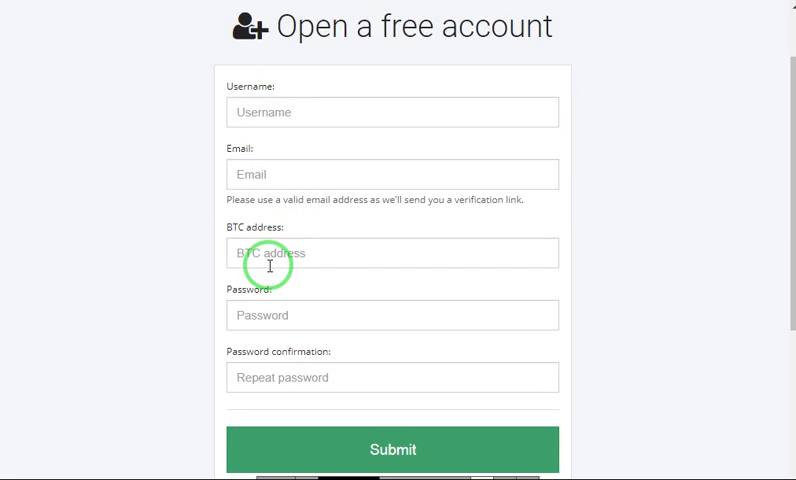 Open a free account
Username:
Username
Email:
Email
Please use a valid email address as we'll send you a verification link.
BTC address:
BTC address
Password:
Password
Password confirmation:
Repeat password
Submit